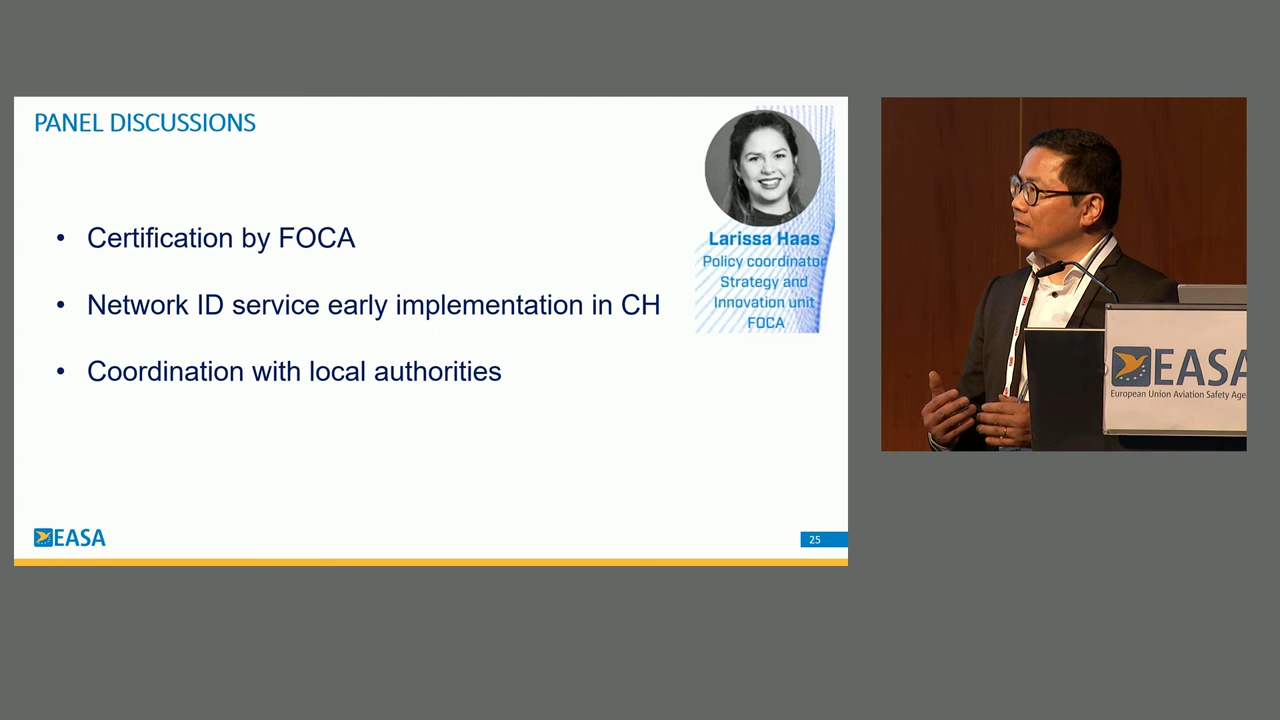 PANEL DISCUSSIONS
Larissa Haas
Policy coordinator
Strategy and
Innovation unit
FOCA
• Certification by FOCA
• Network ID service early implementation in CH
• Coordination with local authorities
EASA
25
EASA
European Union Aviation Safety Age